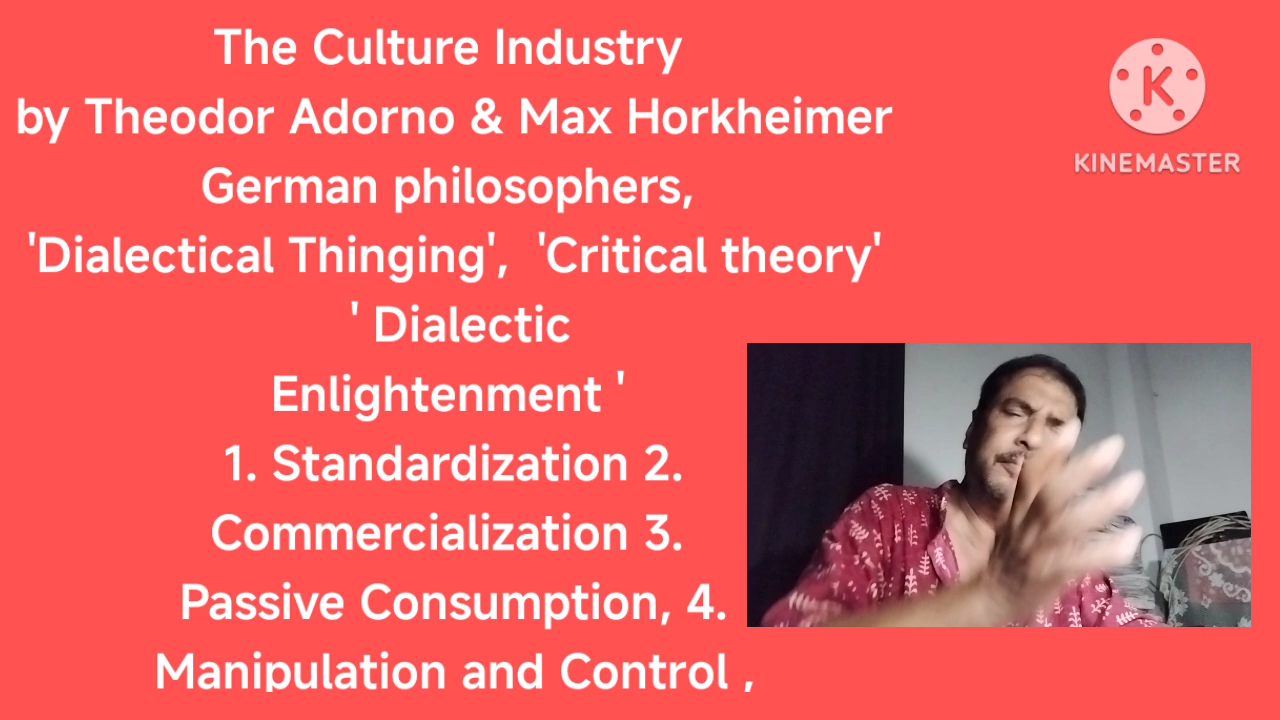 The Culture Industry
by Theodor Adorno & Max Horkheimer
German philosophers,
'Dialectical Thinging',  'Critical theory'
' Dialectic
Enlightenment '
1. Standardization 2.
Commercialization 3.
Passive Consumption, 4.
Manipulation and Control ,
K
KINEMASTER